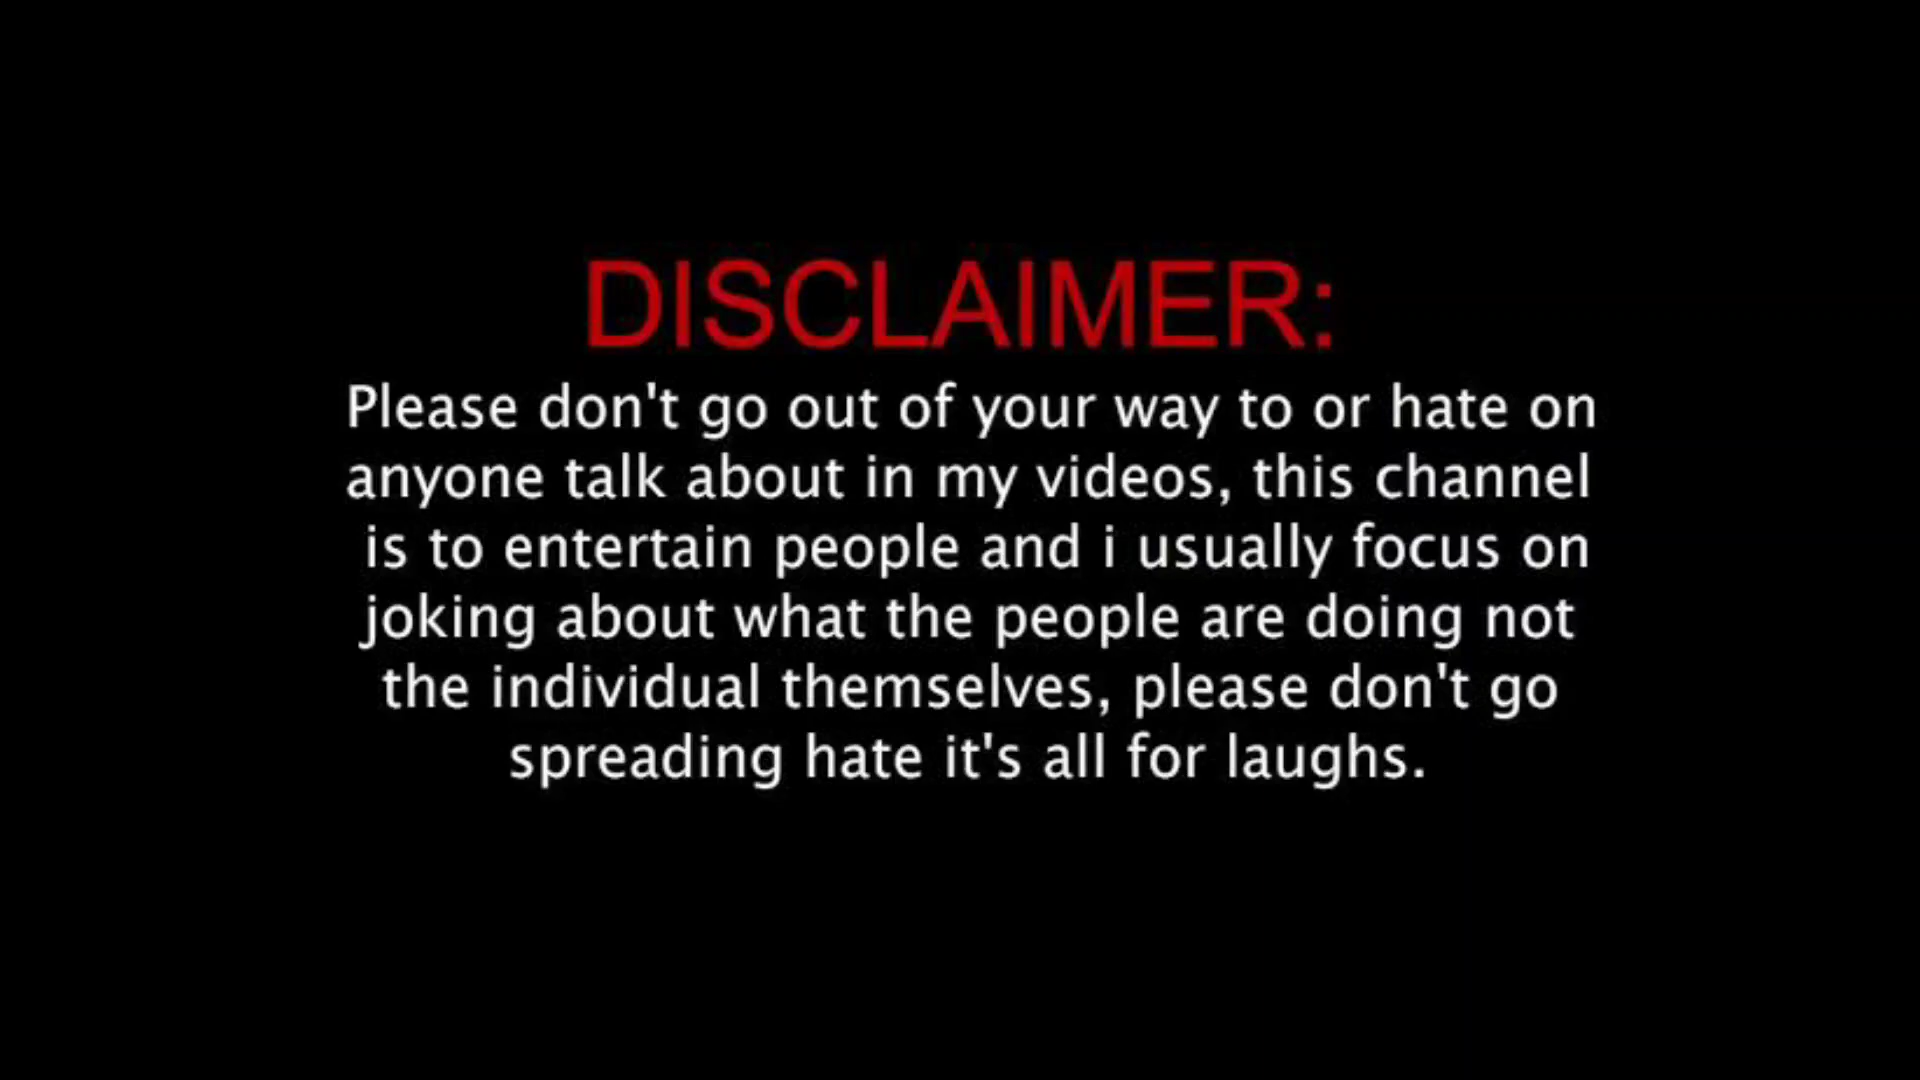 DISCLAIMER:
Please don't go out of your way to or hate on
anyone talk about in my videos, this channel
is to entertain people and i usually focus on
joking about what the people are doing not
the individual themselves, please don't go
spreading hate it's all for laughs.